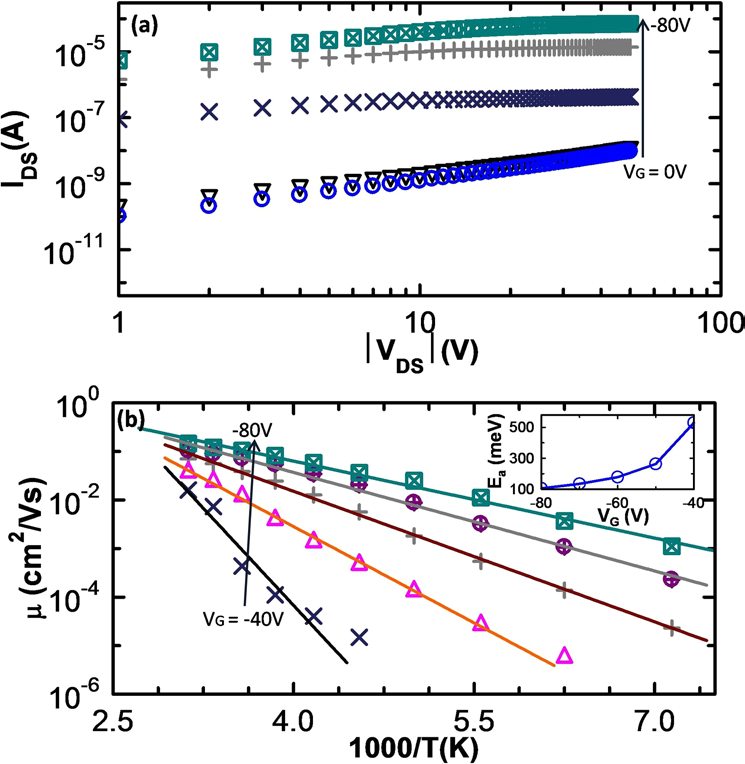 (a)
10⁻⁵
10⁻⁷
10⁻⁹
10⁻¹¹
I_DS(A)
-80V
V_G = 0V
1
10
100
|V_DS| (V)
(b)
10⁰
10⁻²
10⁻⁴
10⁻⁶
μ (cm²/Vs)
-80V
V_G = -40V
500
300
100
E_a (meV)
-80
-60
-40
V_G (V)
2.5
4.0
5.5
7.0
1000/T(K)